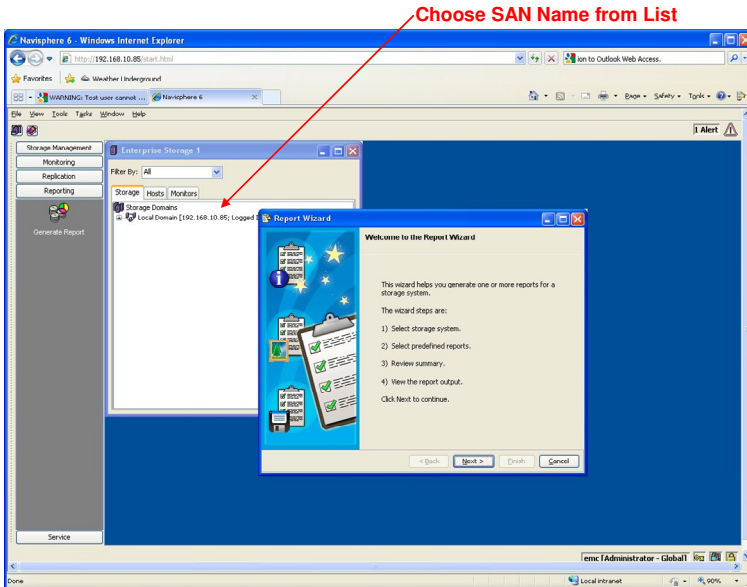 Choose SAN Name from List
Navisphere 6 - Windows Internet Explorer
http://192.168.10.85/start.html
ion to Outlook Web Access.
Favorites Weather Underground
WARNING: Test user cannot ... Navisphere 6
Page Safety Tools
File View Tools Tasks Window Help
1 Alert
Storage Management
Monitoring
Replication
Reporting
Generate Report
Service
Enterprise Storage 1
Filter By: All
Storage Hosts Monitors
Storage Domains
Local Domain [192.168.10.85; Logged
Report Wizard
Welcome to the Report Wizard
This wizard helps you generate one or more reports for a
storage system.
The wizard steps are:
1) Select storage system.
2) Select predefined reports.
3) Review summary.
4) View the report output.
Click Next to continue.
< Back Next > Finish Cancel
emc [Administrator - Global]
Done Local intranet 90%